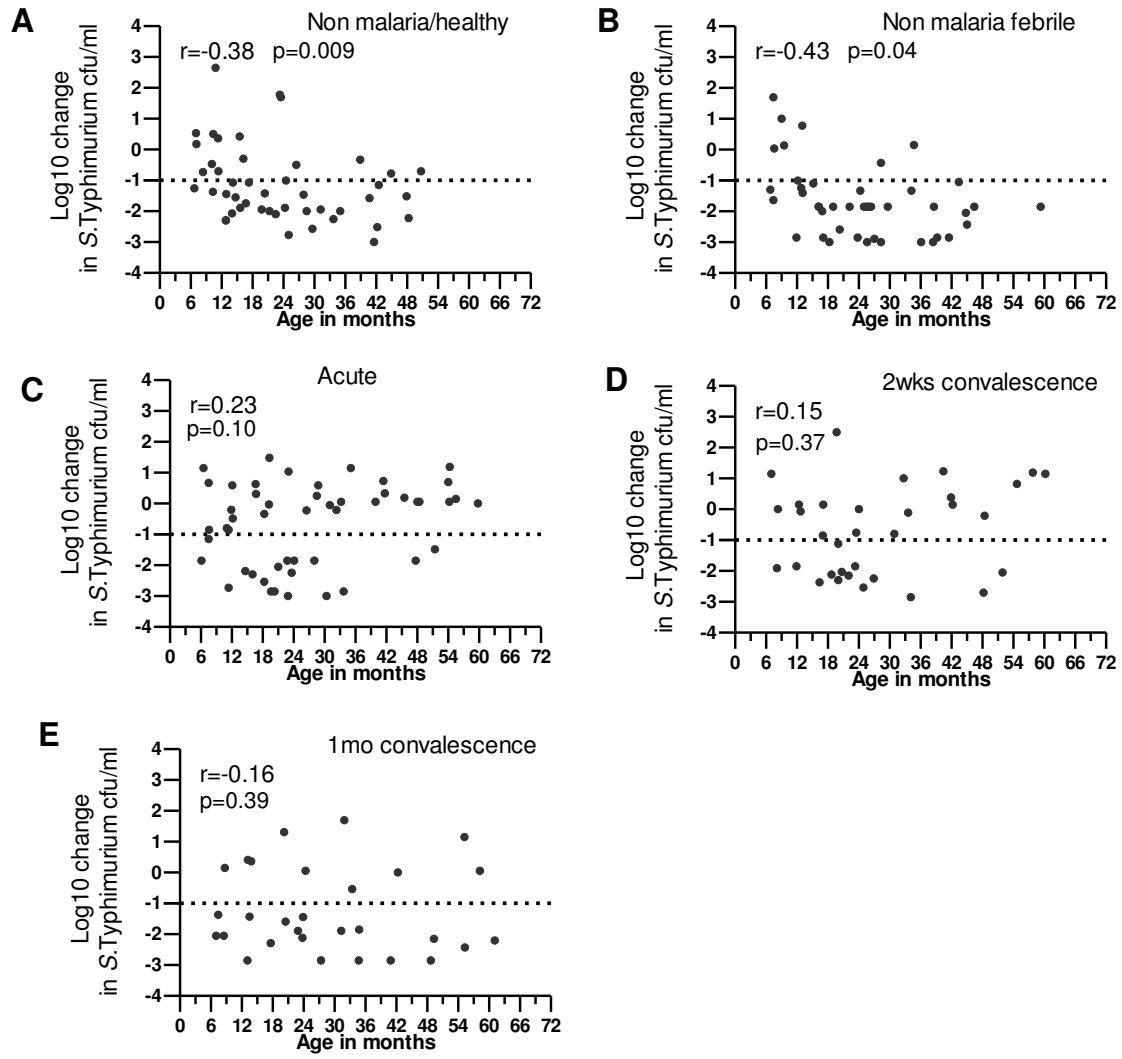 A
Non malaria/healthy
r=-0.38 p=0.009
Log10 change
in S.Typhimurium cfu/ml
4
3
2
1
0
-1
-2
-3
-4
0 6 12 18 24 30 36 42 48 54 60 66 72
Age in months
B
Non malaria febrile
r=-0.43 p=0.04
Log10 change
in S.Typhimurium cfu/ml
4
3
2
1
0
-1
-2
-3
-4
0 6 12 18 24 30 36 42 48 54 60 66 72
Age in months
C
Acute
r=0.23
p=0.10
Log10 change
in S.Typhimurium cfu/ml
4
3
2
1
0
-1
-2
-3
-4
0 6 12 18 24 30 36 42 48 54 60 66 72
Age in months
D
2wks convalescence
r=0.15
p=0.37
Log10 change
in S.Typhimurium cfu/ml
4
3
2
1
0
-1
-2
-3
-4
0 6 12 18 24 30 36 42 48 54 60 66 72
Age in months
E
1mo convalescence
r=-0.16
p=0.39
Log10 change
in S.Typhimurium cfu/ml
4
3
2
1
0
-1
-2
-3
-4
0 6 12 18 24 30 36 42 48 54 60 66 72
Age in months